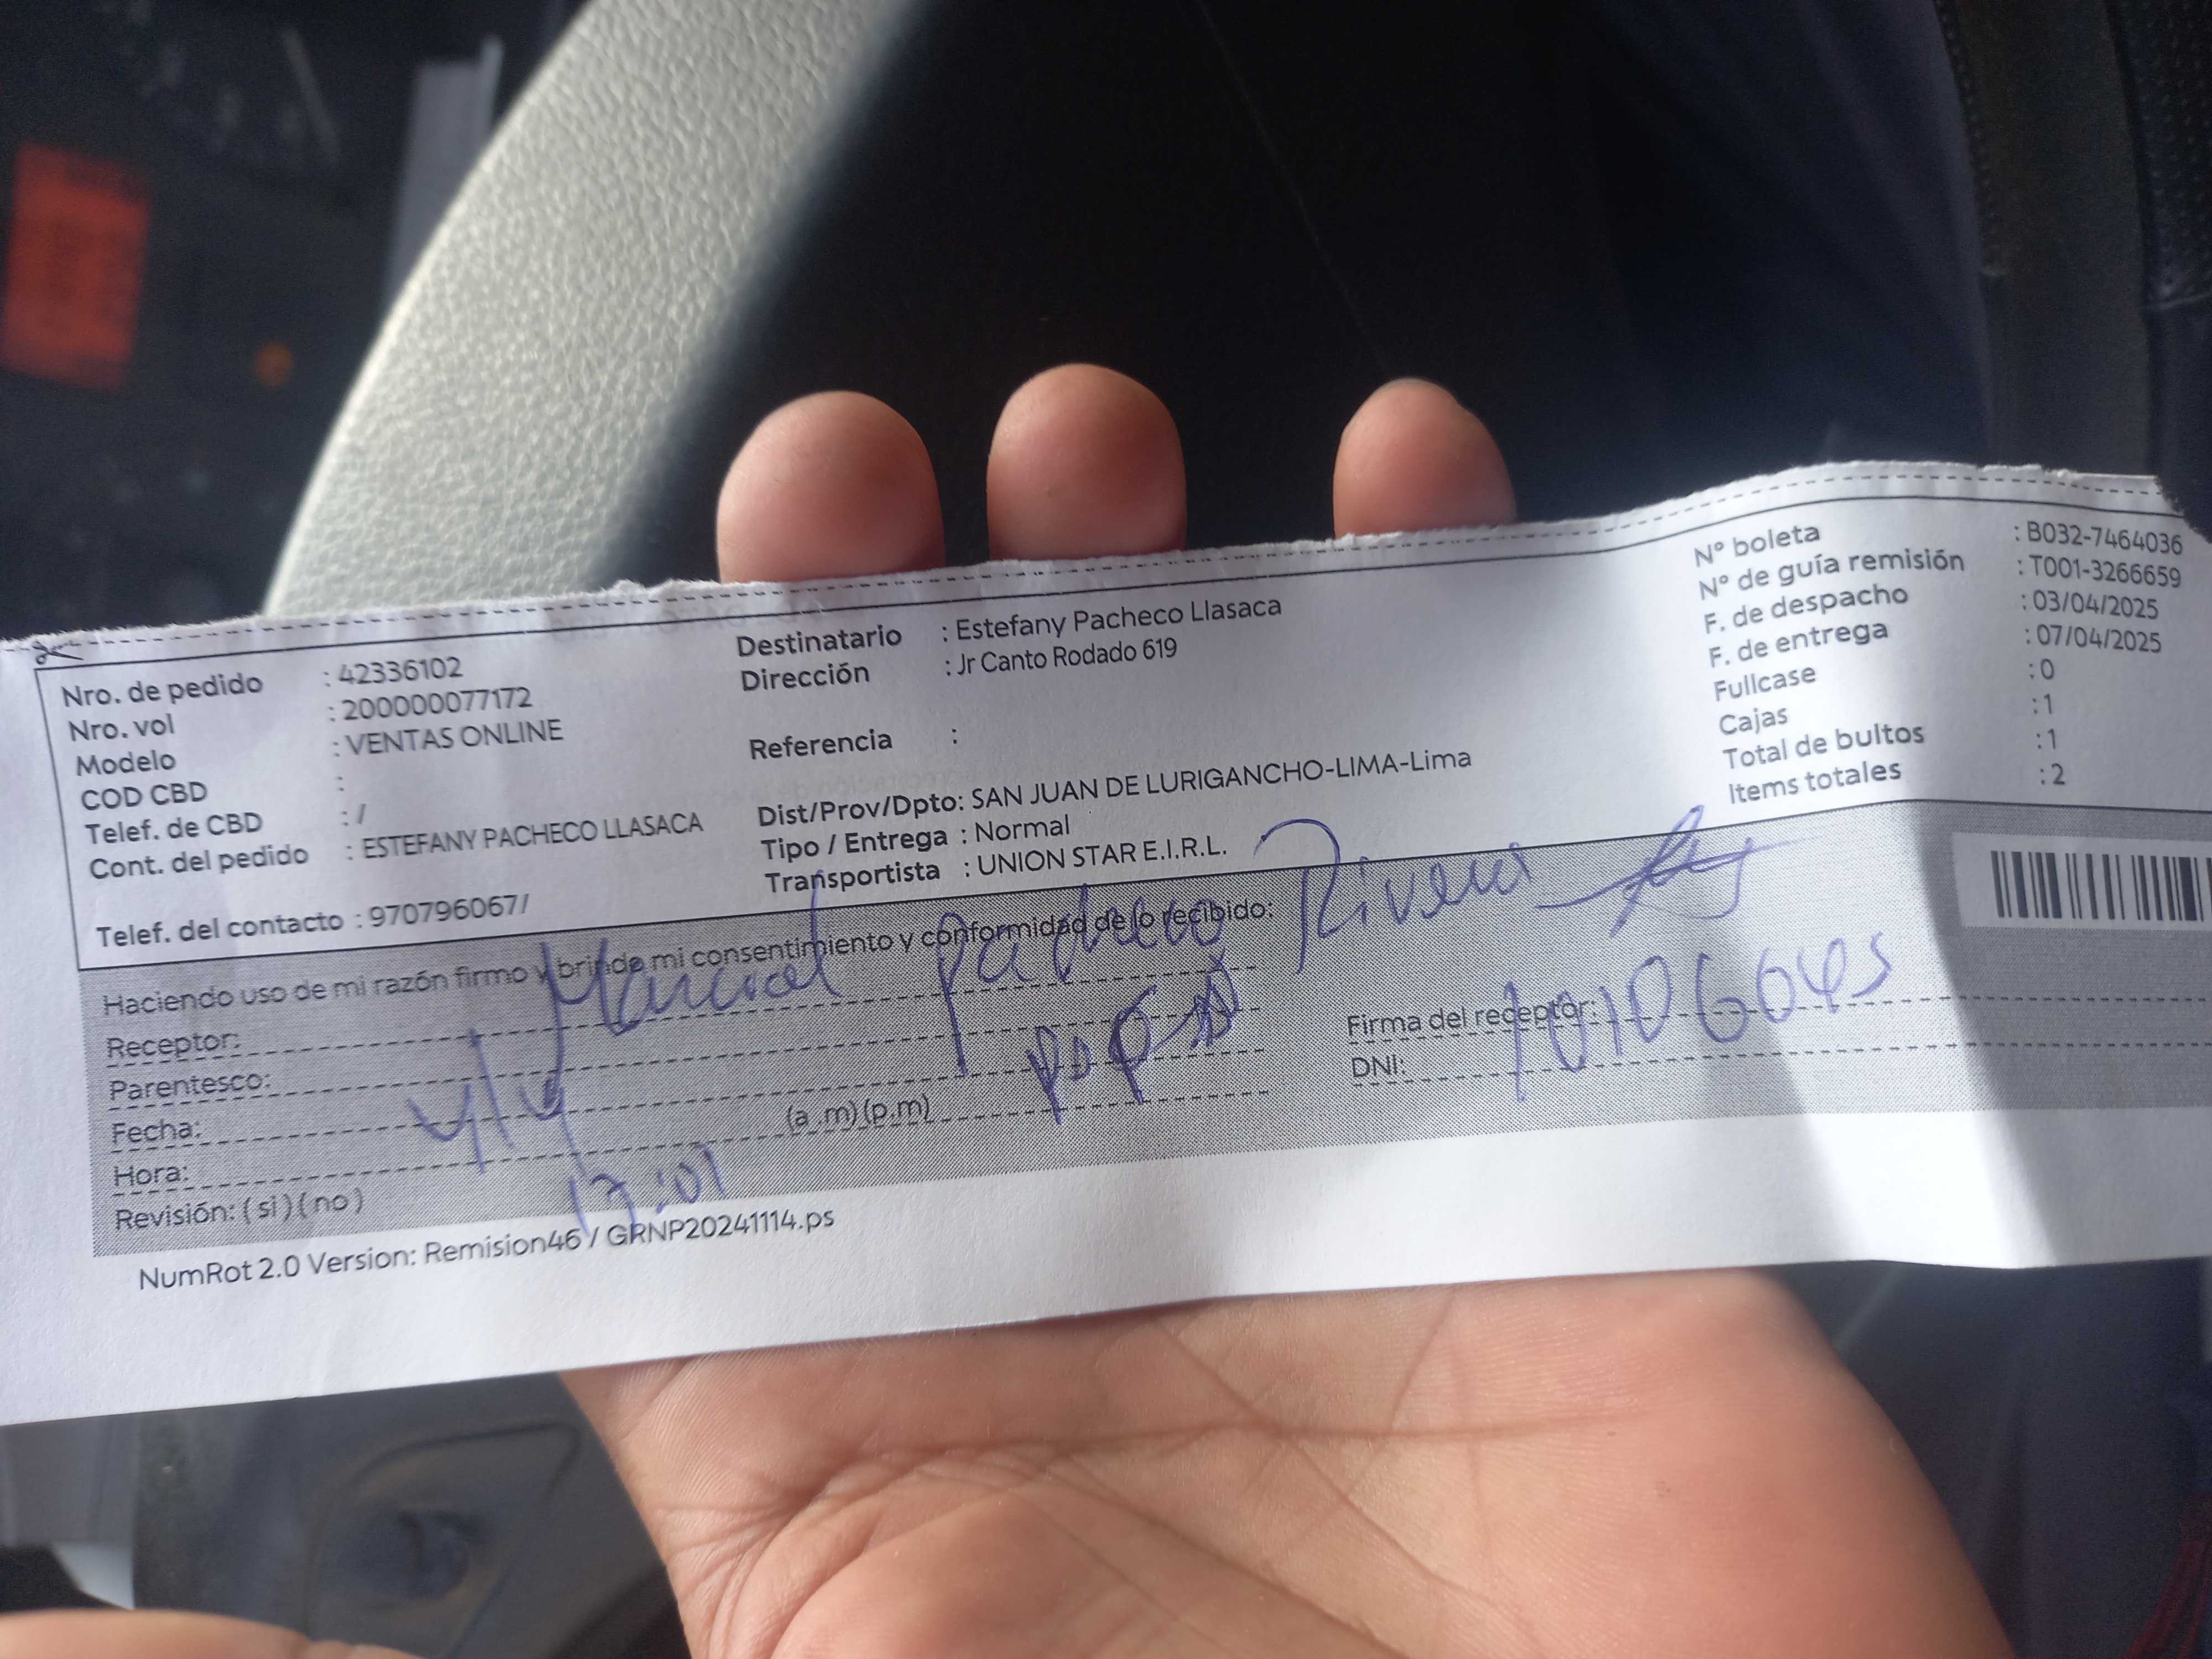 Nro. de pedido : 42336102
Nro. vol : 200000077172
Modelo : VENTAS ONLINE
COD CBD :
Telef. de CBD : /
Cont. del pedido : ESTEFANY PACHECO LLASACA
Telef. del contacto : 970796067/
Destinatario : Estefany Pacheco Llasaca
Dirección : Jr Canto Rodado 619
Referencia :
Dist/Prov/Dpto: SAN JUAN DE LURIGANCHO-LIMA-Lima
Tipo / Entrega : Normal
Transportista : UNION STAR E.I.R.L.
N° boleta : B032-7464036
N° de guía remisión : T001-3266659
F. de despacho : 03/04/2025
F. de entrega : 07/04/2025
Fullcase : 0
Cajas : 1
Total de bultos : 1
Items totales : 2
Haciendo uso de mi razón firmo y brindo mi consentimiento y conformidad de lo recibido:
Receptor: Marcial Pacheco Rivera
Parentesco: papá
Fecha: 4/4
Hora: 17:01 (a.m) (p.m)
Revisión: ( si ) ( no )
Firma del receptor:
DNI:
NumRot 2.0 Version: Remision46 / GRNP20241114.ps